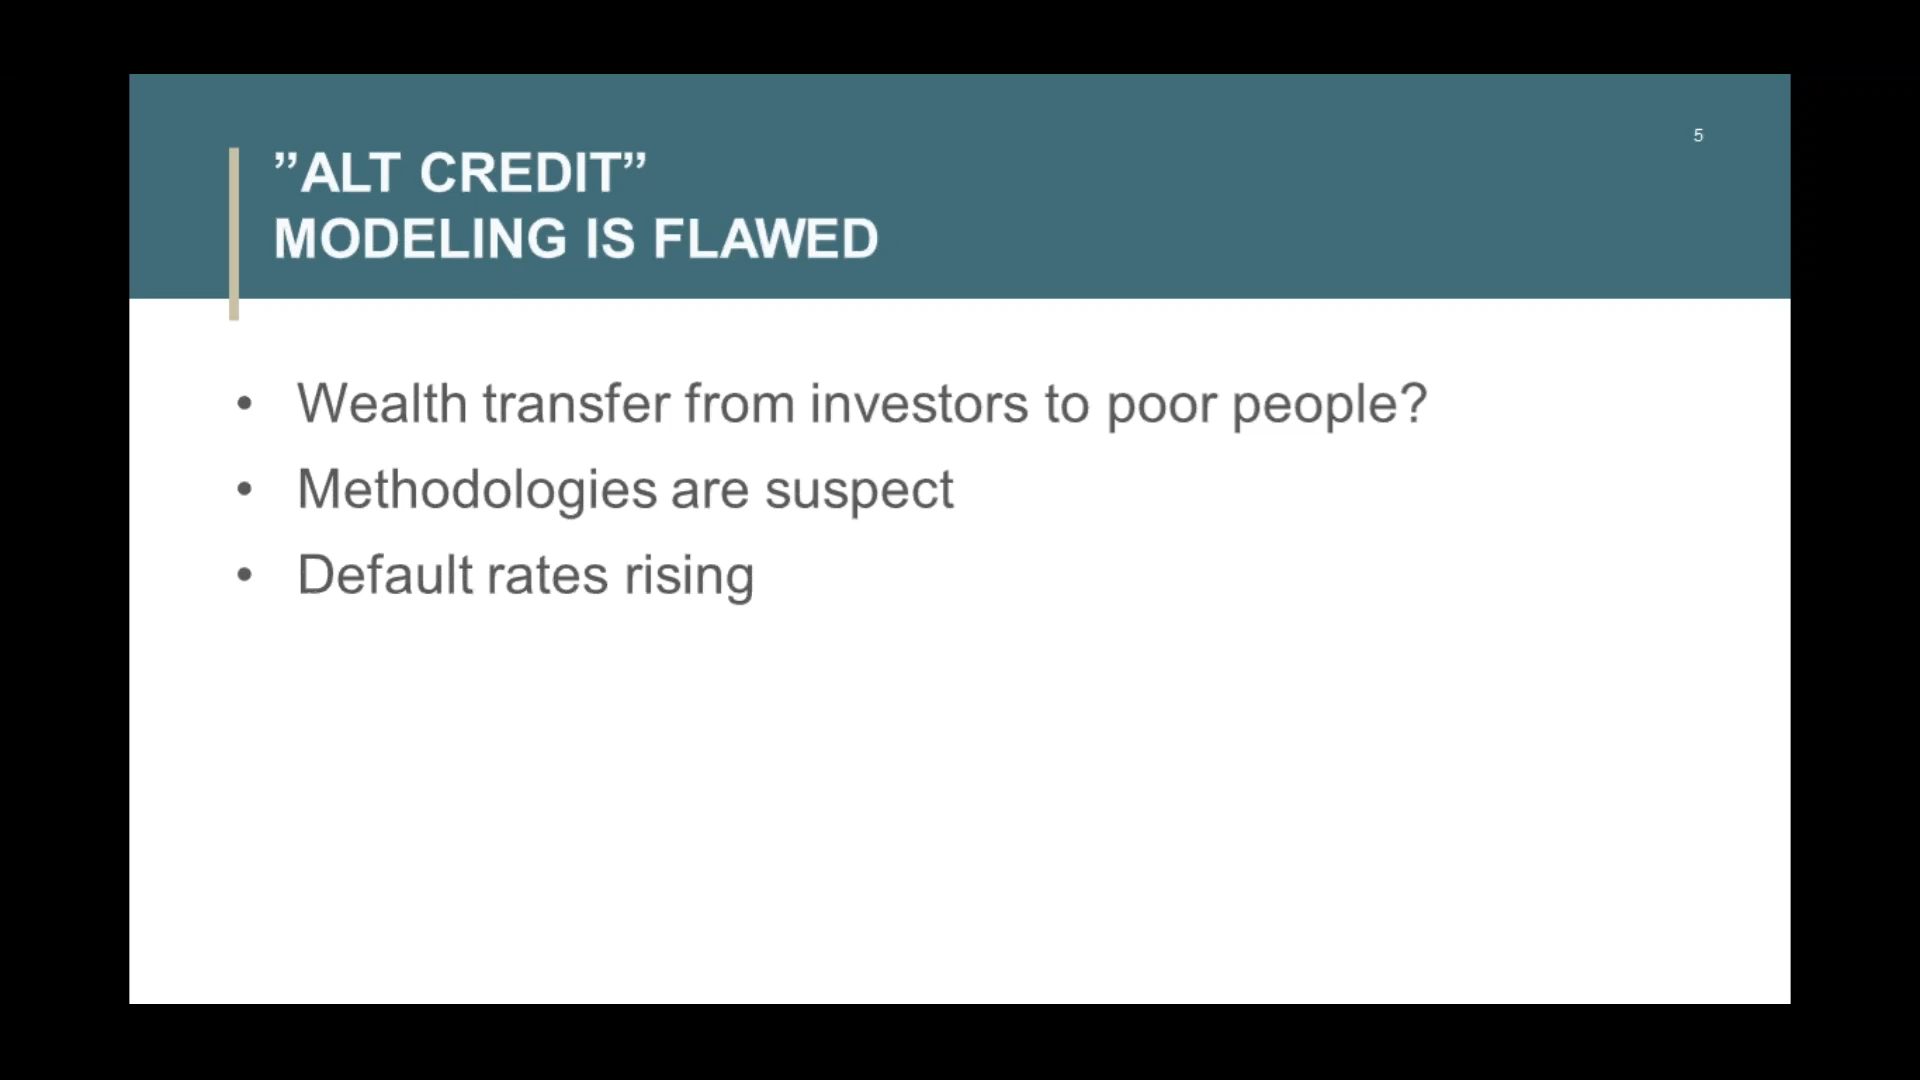 5
”ALT CREDIT”
MODELING IS FLAWED
• Wealth transfer from investors to poor people?
• Methodologies are suspect
• Default rates rising